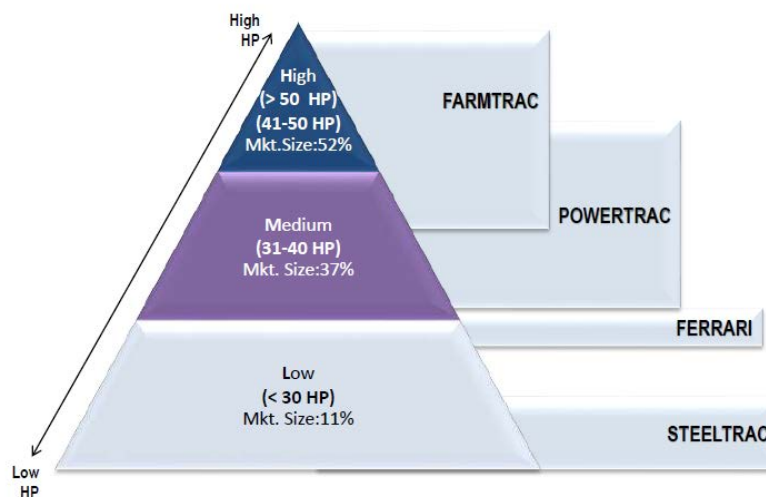 High
HP
High
(> 50 HP)
(41-50 HP)
Mkt.Size:52%
FARMTRAC
POWERTRAC
Medium
(31-40 HP)
Mkt. Size:37%
FERRARI
Low
(< 30 HP)
Mkt. Size:11%
STEELTRAC
Low
HP